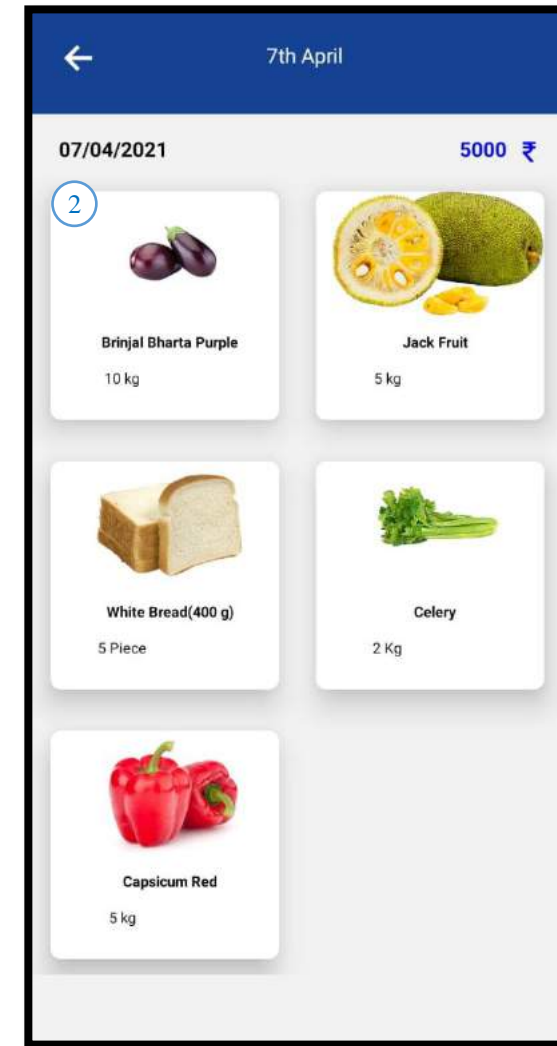 7th April
07/04/2021
5000 ₹
2
Brinjal Bharta Purple
10 kg
Jack Fruit
5 kg
White Bread(400 g)
5 Piece
Celery
2 Kg
Capsicum Red
5 kg